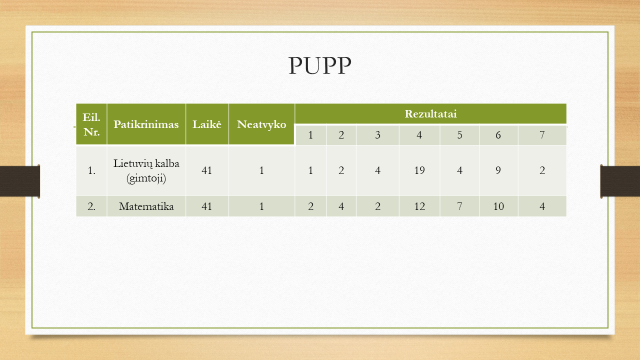 PUPP
Eil. Nr. Patikrinimas Laikė Neatvyko Rezultatai
1 2 3 4 5 6 7
1. Lietuvių kalba (gimtoji) 41 1 1 2 4 19 4 9 2
2. Matematika 41 1 2 4 2 12 7 10 4